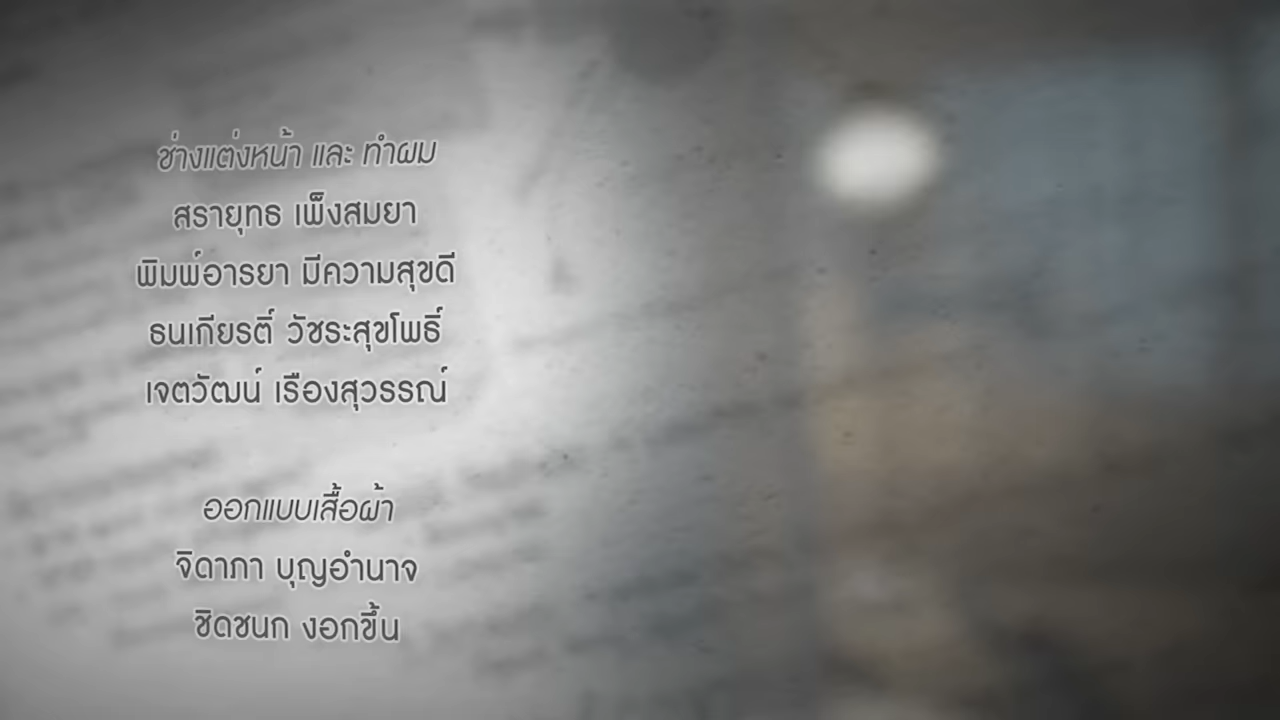 ช่างแต่งหน้า และ ทำผม
สรายุทธ เพ็งสมยา
พิมพ์อารยา มีความสุขดี
ธนเกียรติ์ วัชระสุขโพธิ์
เจตวัฒน์ เรืองสุวรรณ์
ออกแบบเสื้อผ้า
จิดาภา บุญอำนาจ
ชิดชนก งอกขึ้น